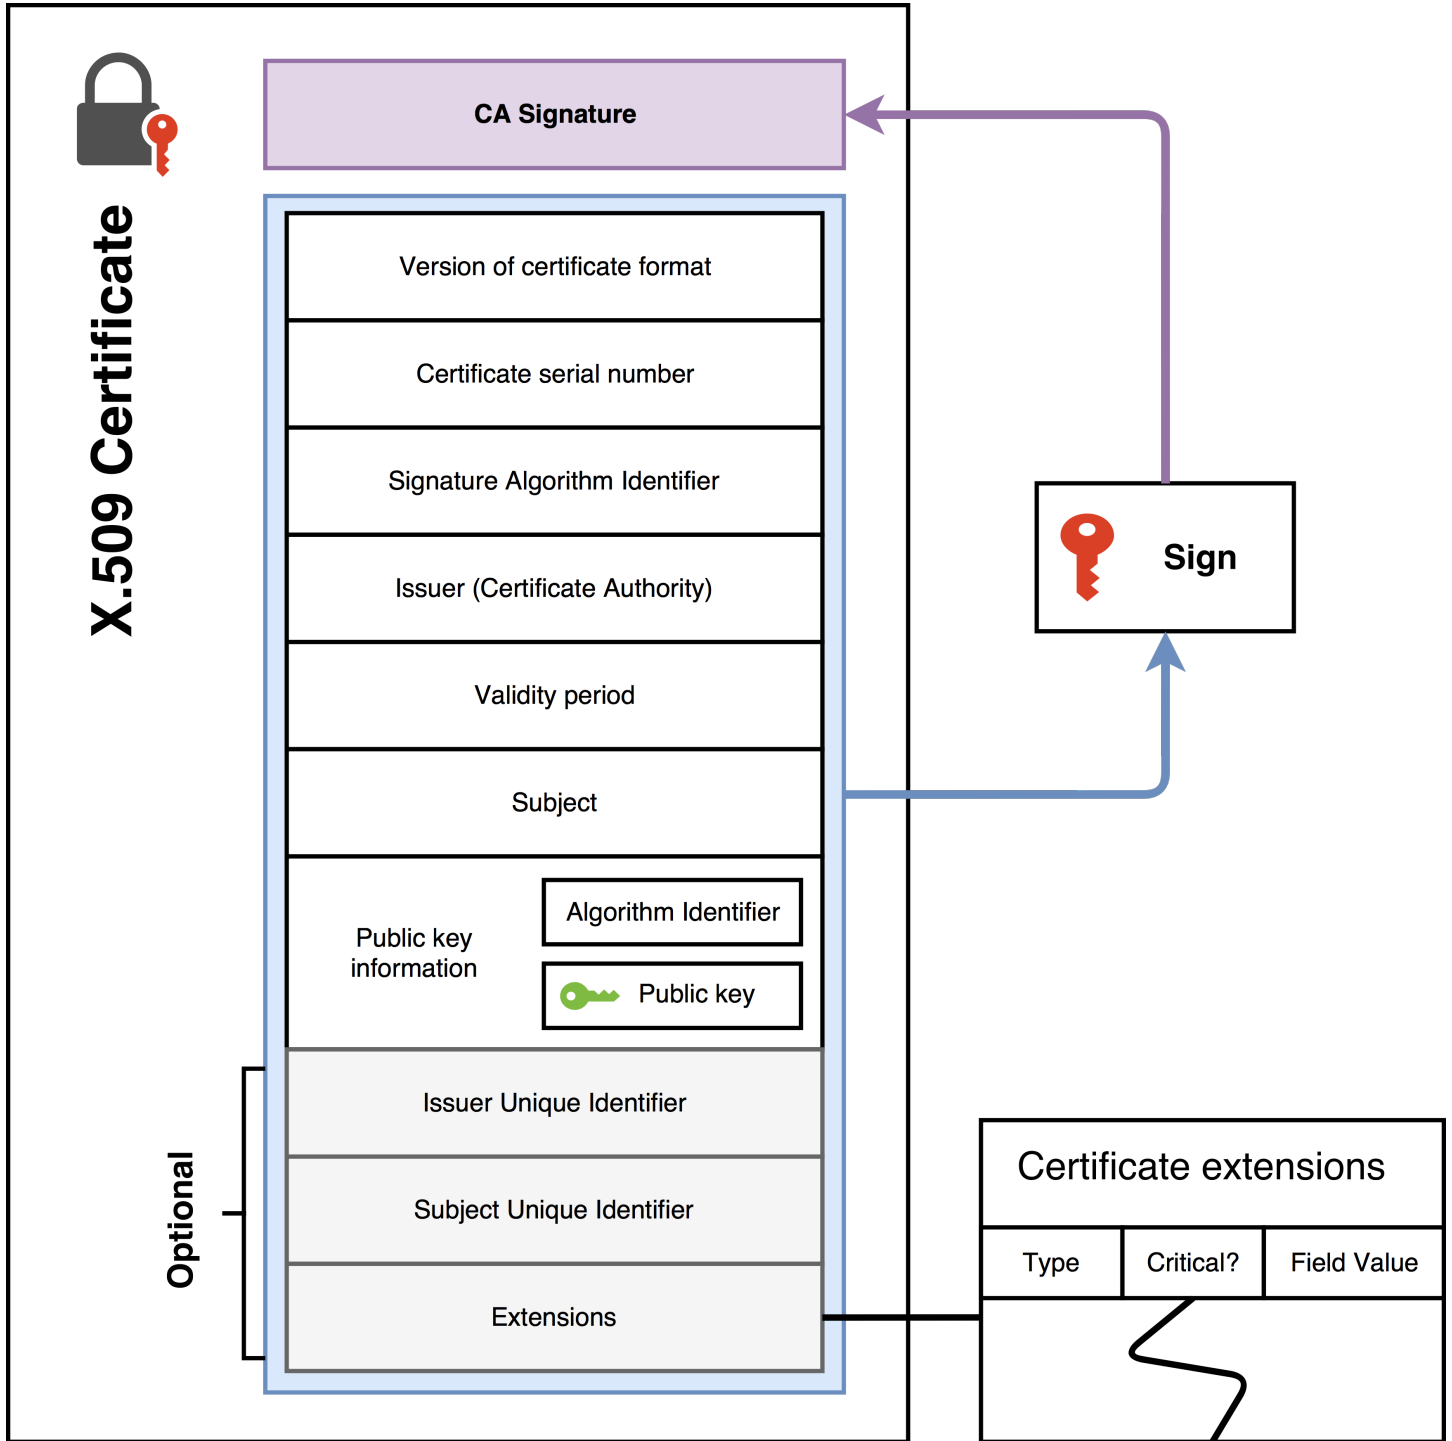 X.509 Certificate
CA Signature
Version of certificate format
Certificate serial number
Signature Algorithm Identifier
Issuer (Certificate Authority)
Validity period
Subject
Public key
information
Algorithm Identifier
Public key
Optional
Issuer Unique Identifier
Subject Unique Identifier
Extensions
Sign
Certificate extensions
Type
Critical?
Field Value